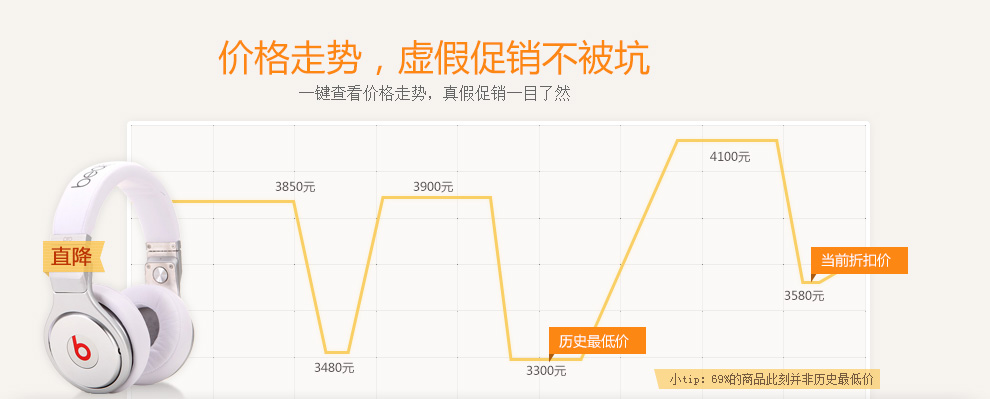 价格走势，虚假促销不被坑
一键查看价格走势，真假促销一目了然
beats
直降
b
3850元
3480元
3900元
3300元
历史最低价
4100元
3580元
当前折扣价
小tip：69%的商品此刻并非历史最低价